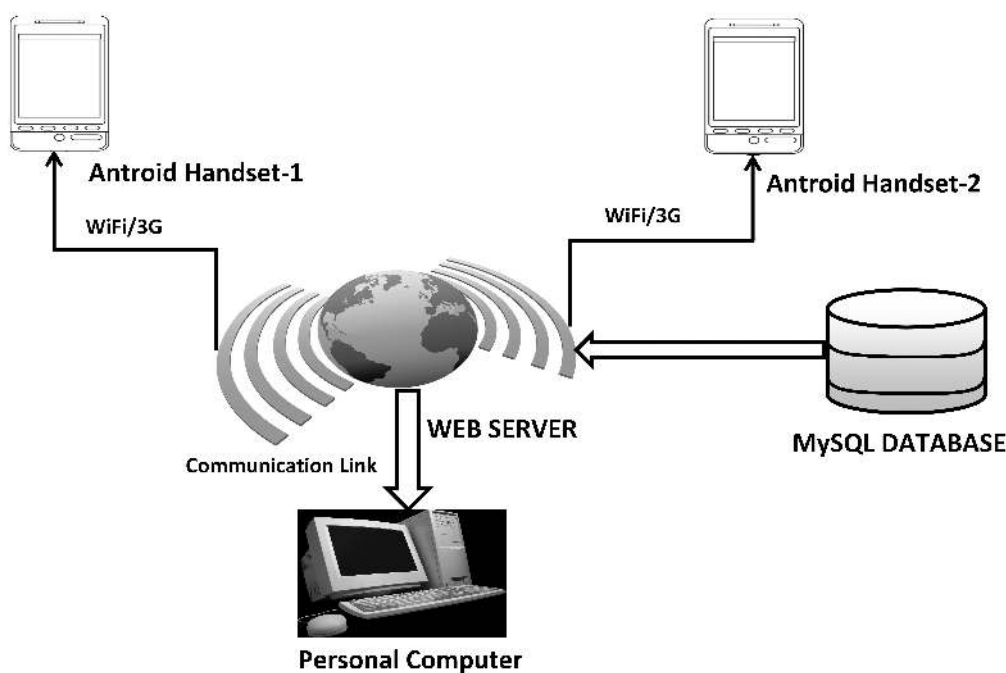 Antroid Handset-1
Antroid Handset-2
WiFi/3G
WiFi/3G
WEB SERVER
MySQL DATABASE
Communication Link
Personal Computer